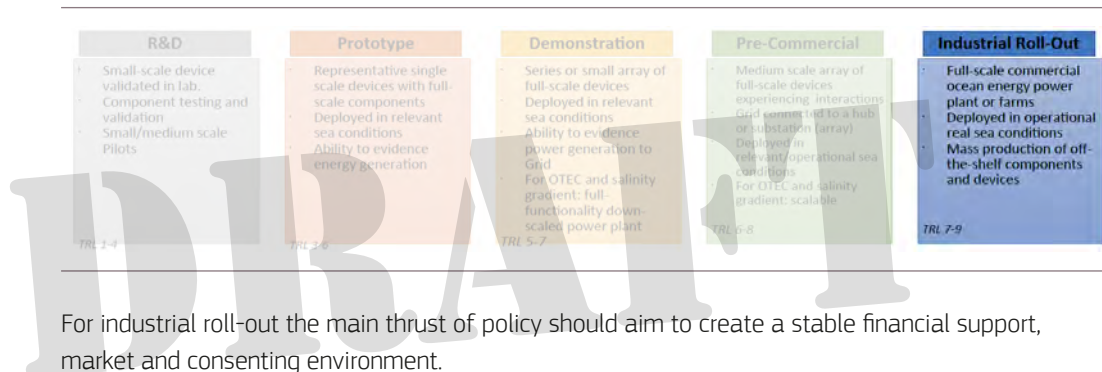 R&D
Small-scale device
validated in lab.
Component testing and
validation
Small/medium scale
Pilots
TRL 1-4
Prototype
Representative single
scale devices with full-
scale components
Deployed in relevant
sea conditions
Ability to evidence
energy generation
TRL 3-6
Demonstration
Series or small array of
full-scale devices
Deployed in relevant
sea conditions
Ability to evidence
power generation to
Grid
For OTEC and salinity
gradient: full-
functionality down-
scaled power plant
TRL 5-7
Pre-Commercial
Medium scale array of
full-scale devices
experiencing interactions
Grid connected to a hub
or substation (array)
Deployed in
relevant/operational sea
conditions
For OTEC and salinity
gradient: scalable
TRL 6-8
Industrial Roll-Out
Full-scale commercial
ocean energy power
plant or farms
Deployed in operational
real sea conditions
Mass production of off-
the-shelf components
and devices
TRL 7-9
DRAFT
For industrial roll-out the main thrust of policy should aim to create a stable financial support,
market and consenting environment.